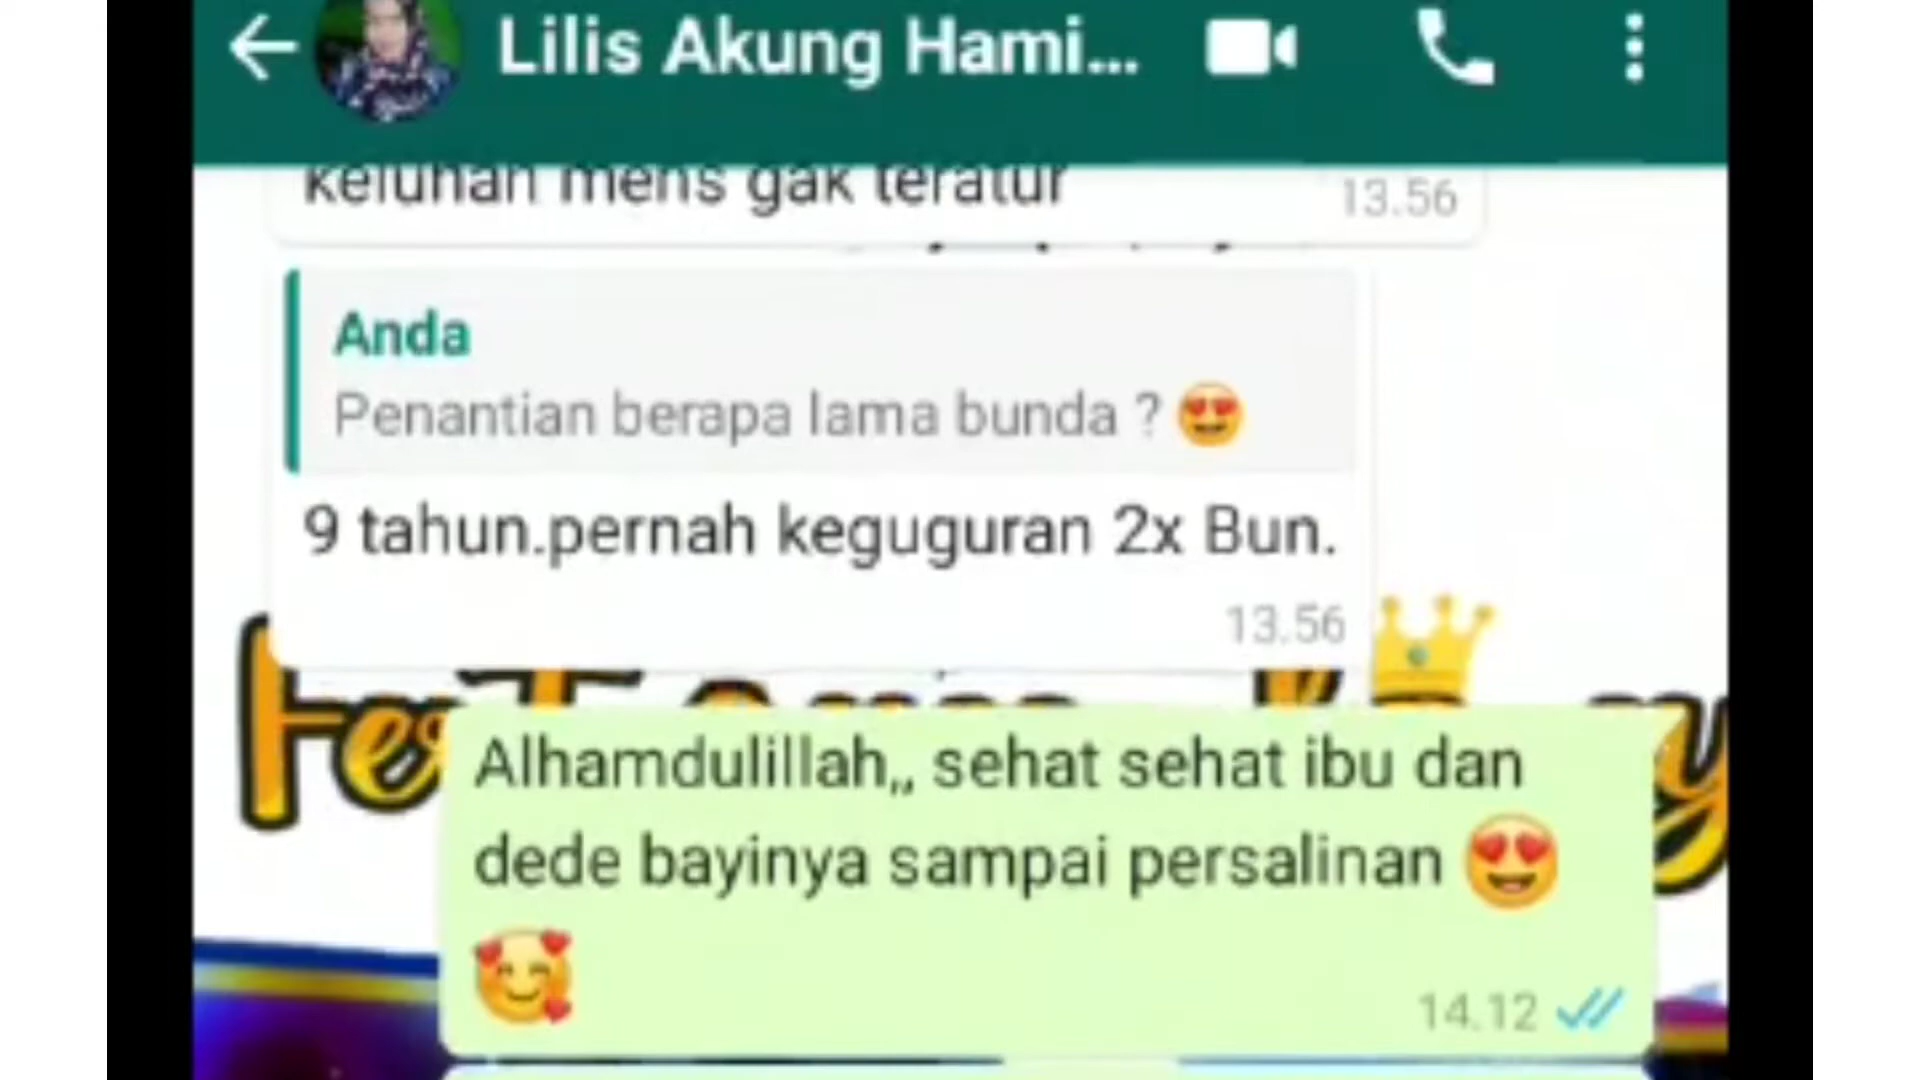 Lilis Akung Hami...
keluhan mens gak teratur
13.56
Anda
Penantian berapa lama bunda ? 😍
9 tahun.pernah keguguran 2x Bun.
13.56
Alhamdulillah,, sehat sehat ibu dan
dede bayinya sampai persalinan 😍
🥰
14.12